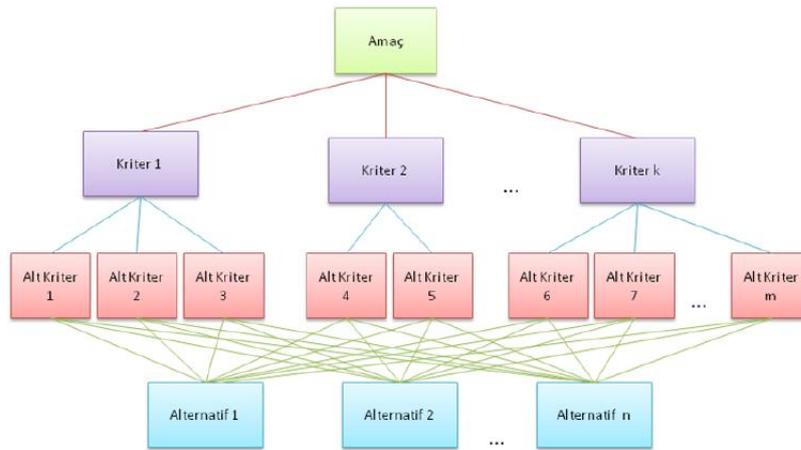 Amaç
Kriter 1
Kriter 2
...
Kriter k
Alt Kriter
1
Alt Kriter
2
Alt Kriter
3
Alt Kriter
4
Alt Kriter
5
Alt Kriter
6
Alt Kriter
7
...
Alt Kriter
m
Alternatif 1
Alternatif 2
...
Alternatif n